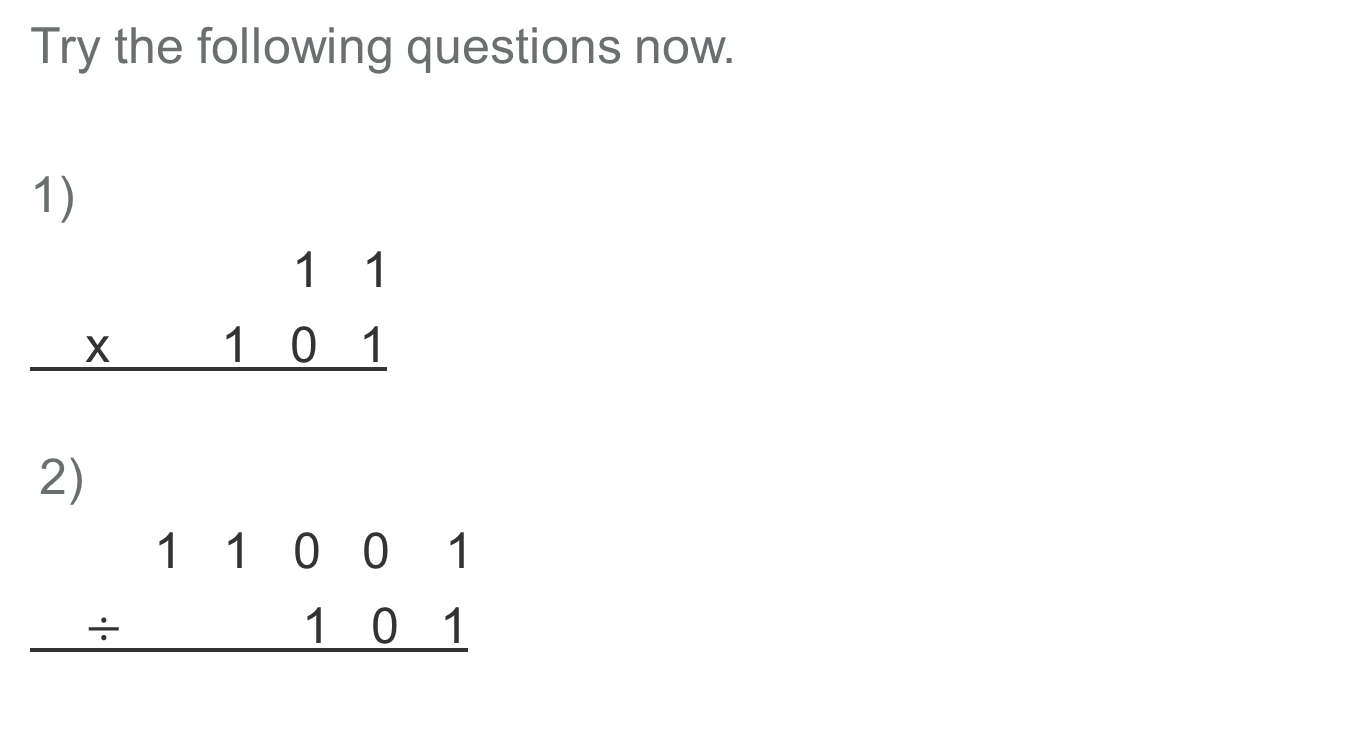 Try the following questions now.
1)
1 1
x 1 0 1
2)
1 1 0 0 1
÷ 1 0 1